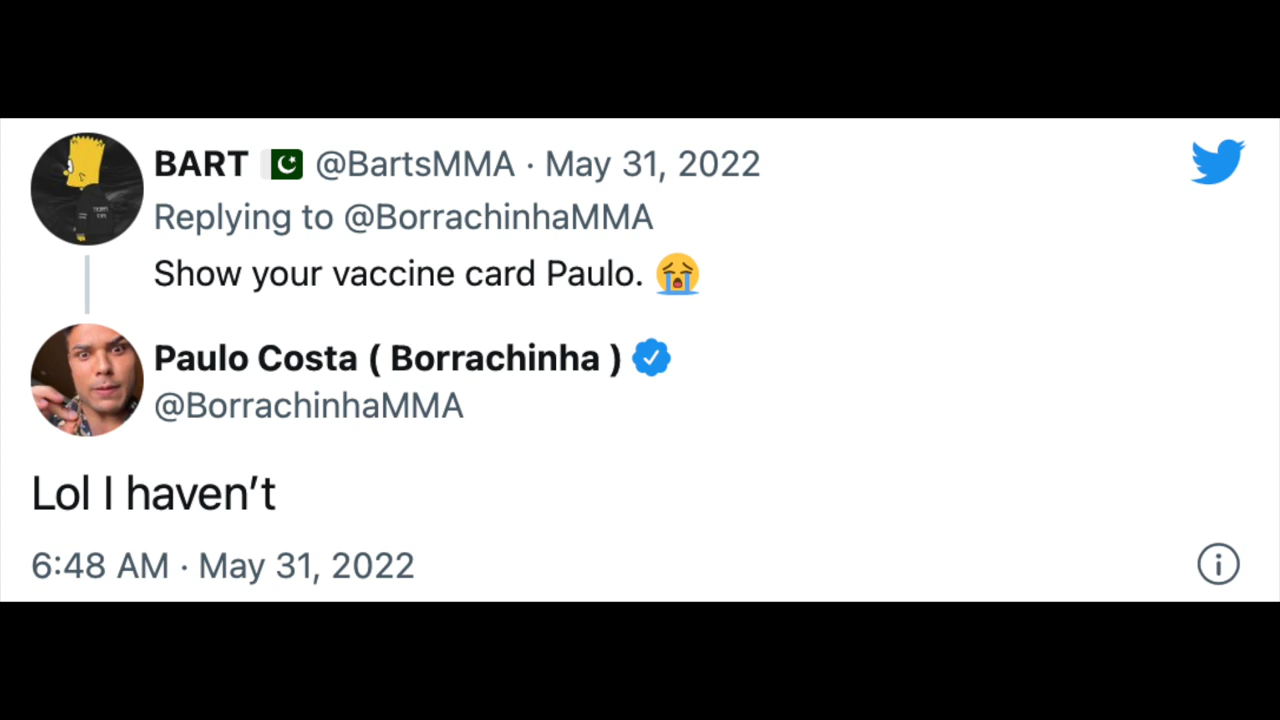 BART 🇵🇰 @BartsMMA · May 31, 2022
Replying to @BorrachinhaMMA
Show your vaccine card Paulo. 😭
Paulo Costa ( Borrachinha )
@BorrachinhaMMA
Lol I haven’t
6:48 AM · May 31, 2022